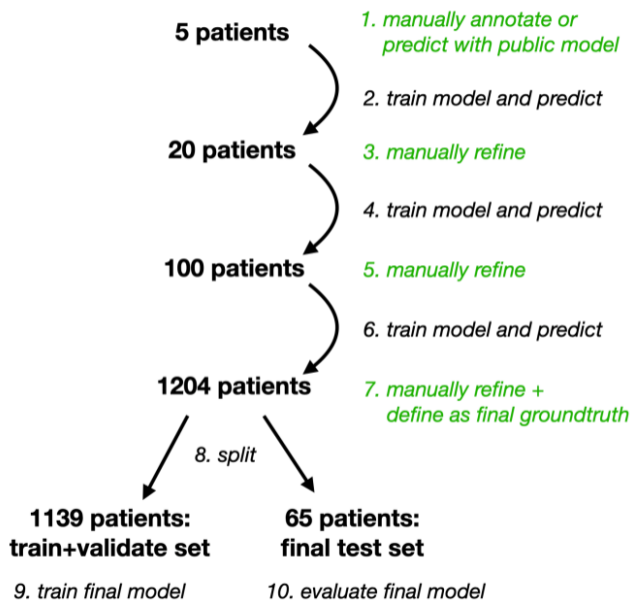 5 patients
1. manually annotate or
predict with public model
2. train model and predict
20 patients
3. manually refine
4. train model and predict
100 patients
5. manually refine
6. train model and predict
1204 patients
7. manually refine +
define as final groundtruth
8. split
1139 patients:
train+validate set
65 patients:
final test set
9. train final model
10. evaluate final model